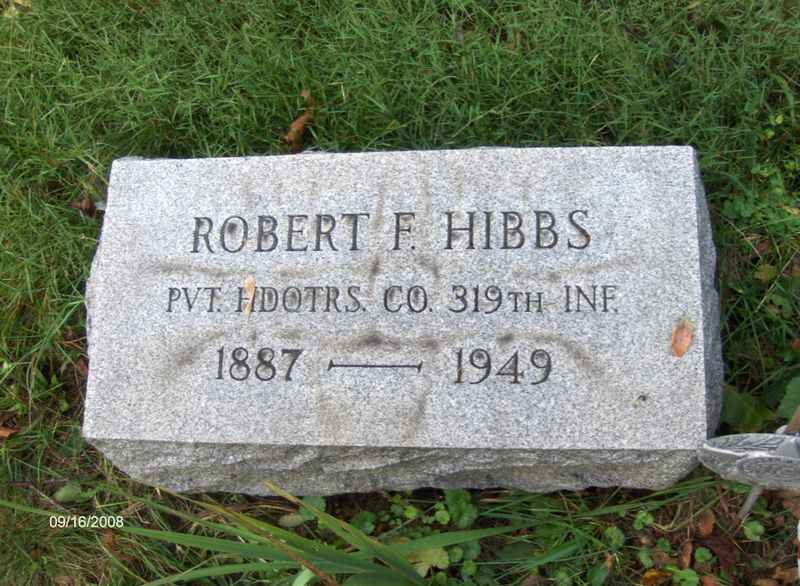 ROBERT F. HIBBS
PVT. HDQTRS. CO. 319TH INF.
1887 — 1949
09/16/2008